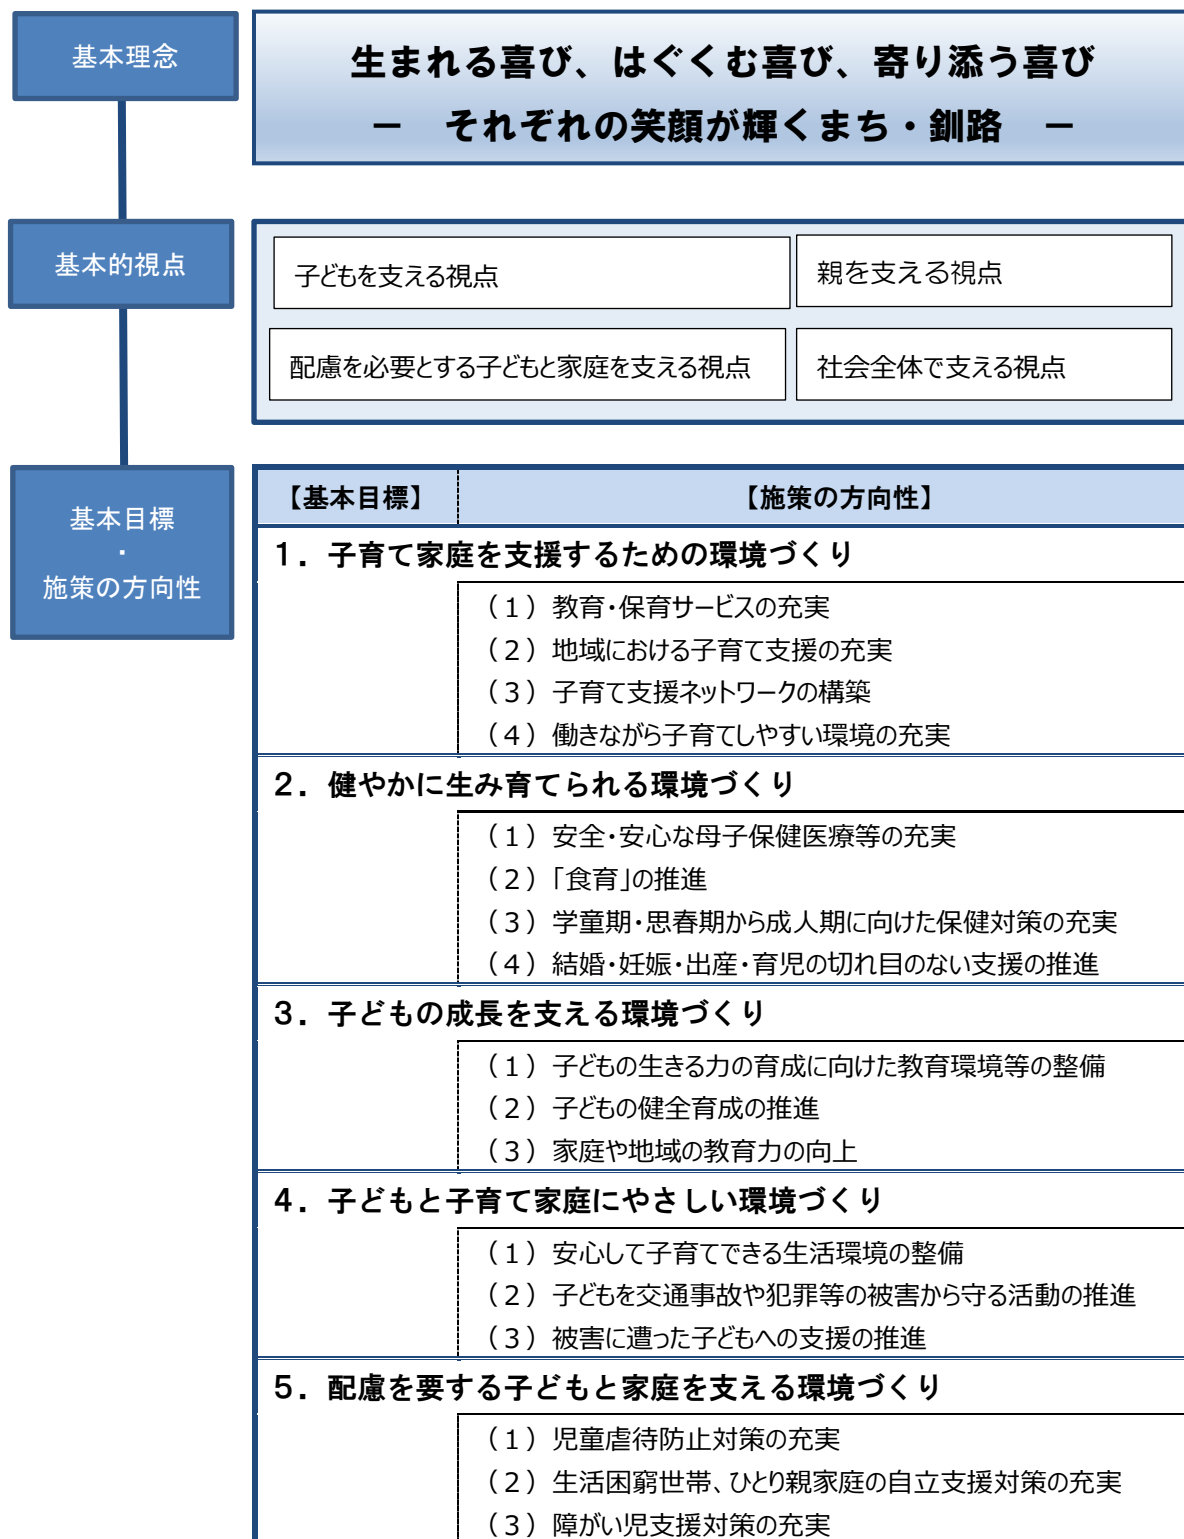 基本理念
生まれる喜び、はぐくむ喜び、寄り添う喜び
－　それぞれの笑顔が輝くまち・釧路　－
基本的視点
子どもを支える視点
親を支える視点
配慮を必要とする子どもと家庭を支える視点
社会全体で支える視点
基本目標
・
施策の方向性
【基本目標】
【施策の方向性】
１．子育て家庭を支援するための環境づくり
（１）教育・保育サービスの充実
（２）地域における子育て支援の充実
（３）子育て支援ネットワークの構築
（４）働きながら子育てしやすい環境の充実
２．健やかに生み育てられる環境づくり
（１）安全・安心な母子保健医療等の充実
（２）「食育」の推進
（３）学童期・思春期から成人期に向けた保健対策の充実
（４）結婚・妊娠・出産・育児の切れ目のない支援の推進
３．子どもの成長を支える環境づくり
（１）子どもの生きる力の育成に向けた教育環境等の整備
（２）子どもの健全育成の推進
（３）家庭や地域の教育力の向上
４．子どもと子育て家庭にやさしい環境づくり
（１）安心して子育てできる生活環境の整備
（２）子どもを交通事故や犯罪等の被害から守る活動の推進
（３）被害に遭った子どもへの支援の推進
５．配慮を要する子どもと家庭を支える環境づくり
（１）児童虐待防止対策の充実
（２）生活困窮世帯、ひとり親家庭の自立支援対策の充実
（３）障がい児支援対策の充実